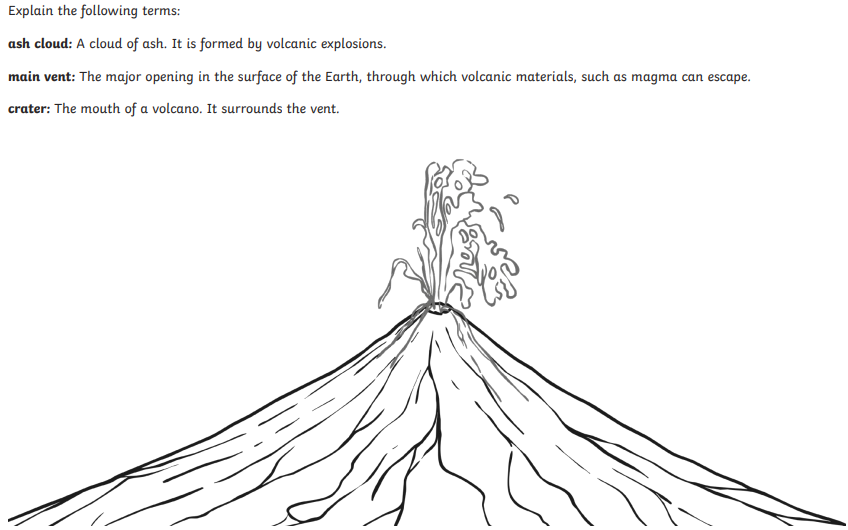 Explain the following terms:
ash cloud: A cloud of ash. It is formed by volcanic explosions.
main vent: The major opening in the surface of the Earth, through which volcanic materials, such as magma can escape.
crater: The mouth of a volcano. It surrounds the vent.